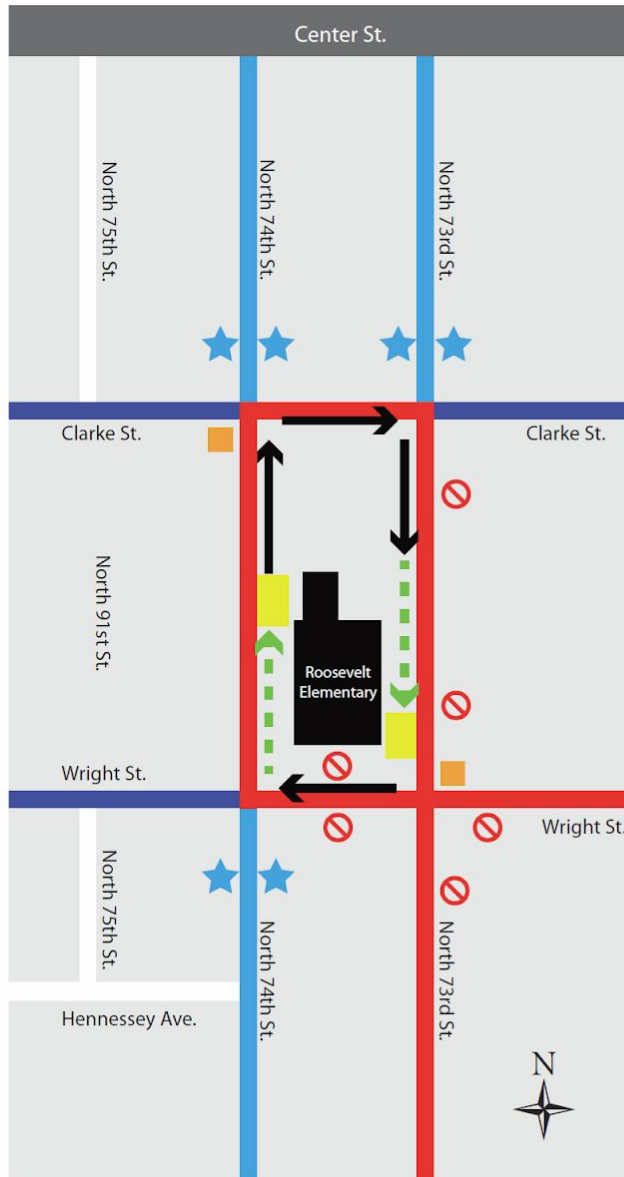 Center St.
North 75th St.
North 74th St.
North 73rd St.
Clarke St.
Clarke St.
North 91st St.
Roosevelt
Elementary
Wright St.
Wright St.
North 75th St.
North 74th St.
North 73rd St.
Hennessey Ave.
N